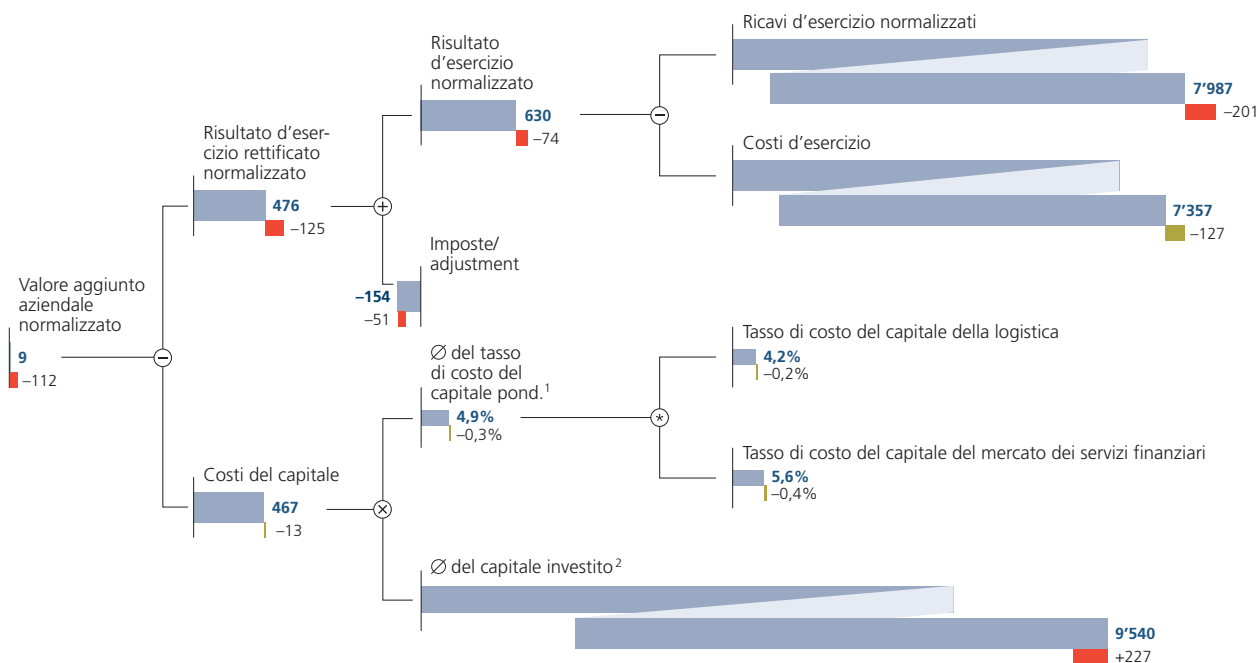 Ricavi d'esercizio normalizzati
7'987
–201
Risultato
d'esercizio
normalizzato
630
–74
Costi d'esercizio
7'357
–127
Risultato d'eser-
cizio rettificato
normalizzato
476
–125
Imposte/
adjustment
–154
–51
Valore aggiunto
aziendale
normalizzato
9
–112
Ø del tasso
di costo del
capitale pond.1
4,9%
–0,3%
Tasso di costo del capitale della logistica
4,2%
–0,2%
Tasso di costo del capitale del mercato dei servizi finanziari
5,6%
–0,4%
Costi del capitale
467
–13
Ø del capitale investito2
9'540
+227